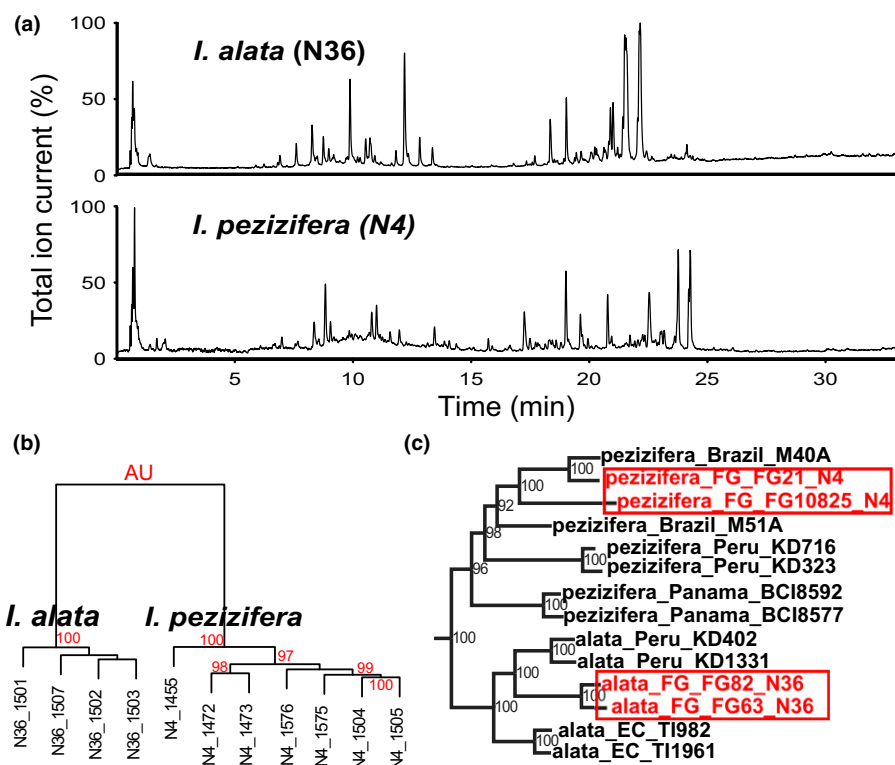 (a)
Total ion current (%)
100
50
0
I. alata (N36)
100
50
0
I. pezizifera (N4)
5
10
15
20
25
30
Time (min)
(b)
AU
I. alata
I. pezizifera
100
100
97
98
99
100
N36_1501
N36_1507
N36_1502
N36_1503
N4_1455
N4_1472
N4_1473
N4_1576
N4_1575
N4_1504
N4_1505
(c)
pezizifera_Brazil_M40A
100
pezizifera_FG_FG21_N4
100
pezizifera_FG_FG10825_N4
92
pezizifera_Brazil_M51A
98
pezizifera_Peru_KD716
100
pezizifera_Peru_KD323
96
pezizifera_Panama_BCI8592
100
pezizifera_Panama_BCI8577
100
alata_Peru_KD402
100
alata_Peru_KD1331
100
alata_FG_FG82_N36
100
alata_FG_FG63_N36
100
alata_EC_TI982
100
alata_EC_TI1961